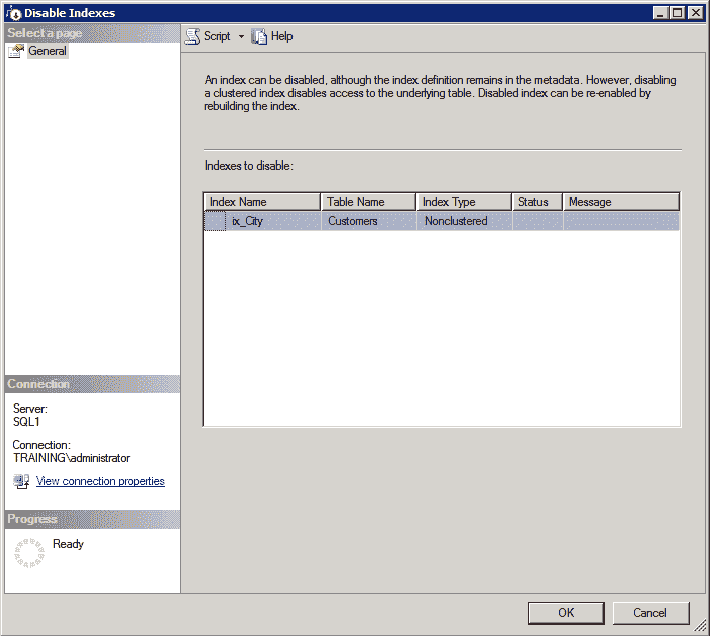 Disable Indexes
Select a page
General
Script
Help
An index can be disabled, although the index definition remains in the metadata. However, disabling
a clustered index disables access to the underlying table. Disabled index can be re-enabled by
rebuilding the index.
Indexes to disable:
Index Name Table Name Index Type Status Message
ix_City Customers Nonclustered
Connection
Server:
SQL1
Connection:
TRAINING\administrator
View connection properties
Progress
Ready
OK Cancel